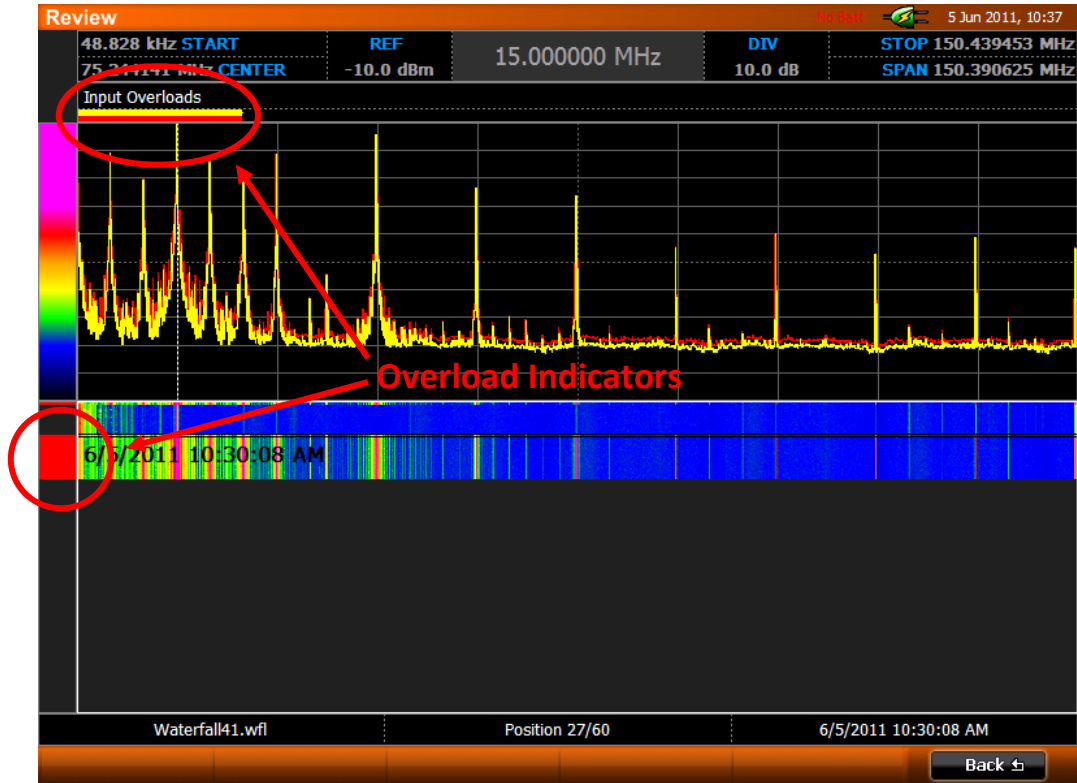 Review
No Batt
5 Jun 2011, 10:37
48.828 kHz START
REF
15.000000 MHz
DIV
STOP 150.439453 MHz
75.244141 MHz CENTER
-10.0 dBm
10.0 dB
SPAN 150.390625 MHz
Input Overloads
Overload Indicators
6/5/2011 10:30:08 AM
Waterfall41.wfl
Position 27/60
6/5/2011 10:30:08 AM
Back